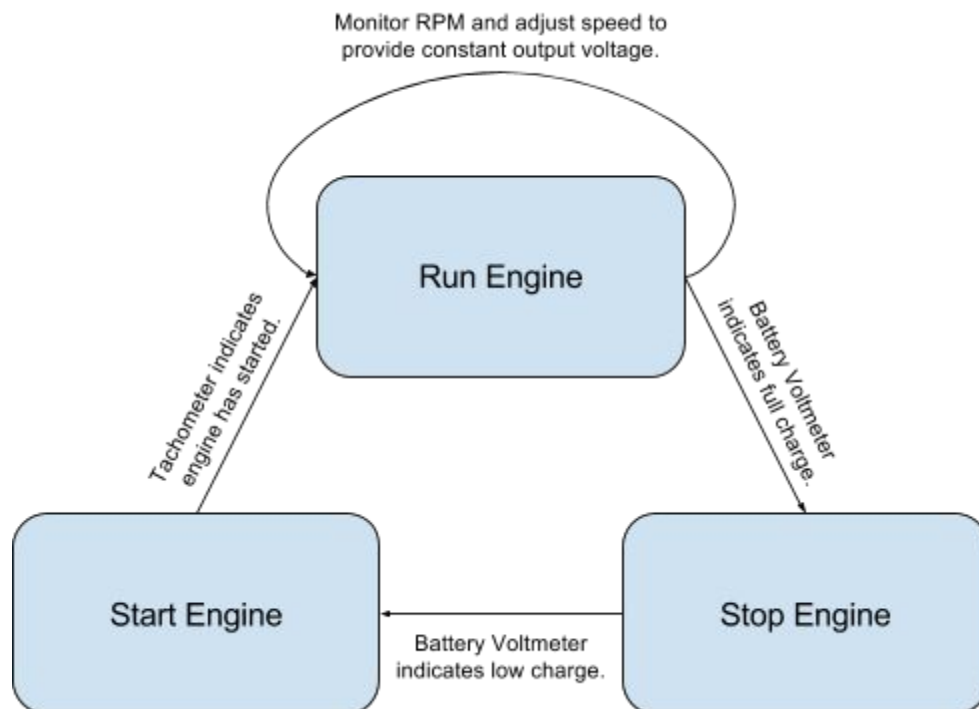 Monitor RPM and adjust speed to
provide constant output voltage.
Run Engine
Tachometer indicates
engine has started.
Battery Voltmeter
indicates full charge.
Start Engine
Stop Engine
Battery Voltmeter
indicates low charge.